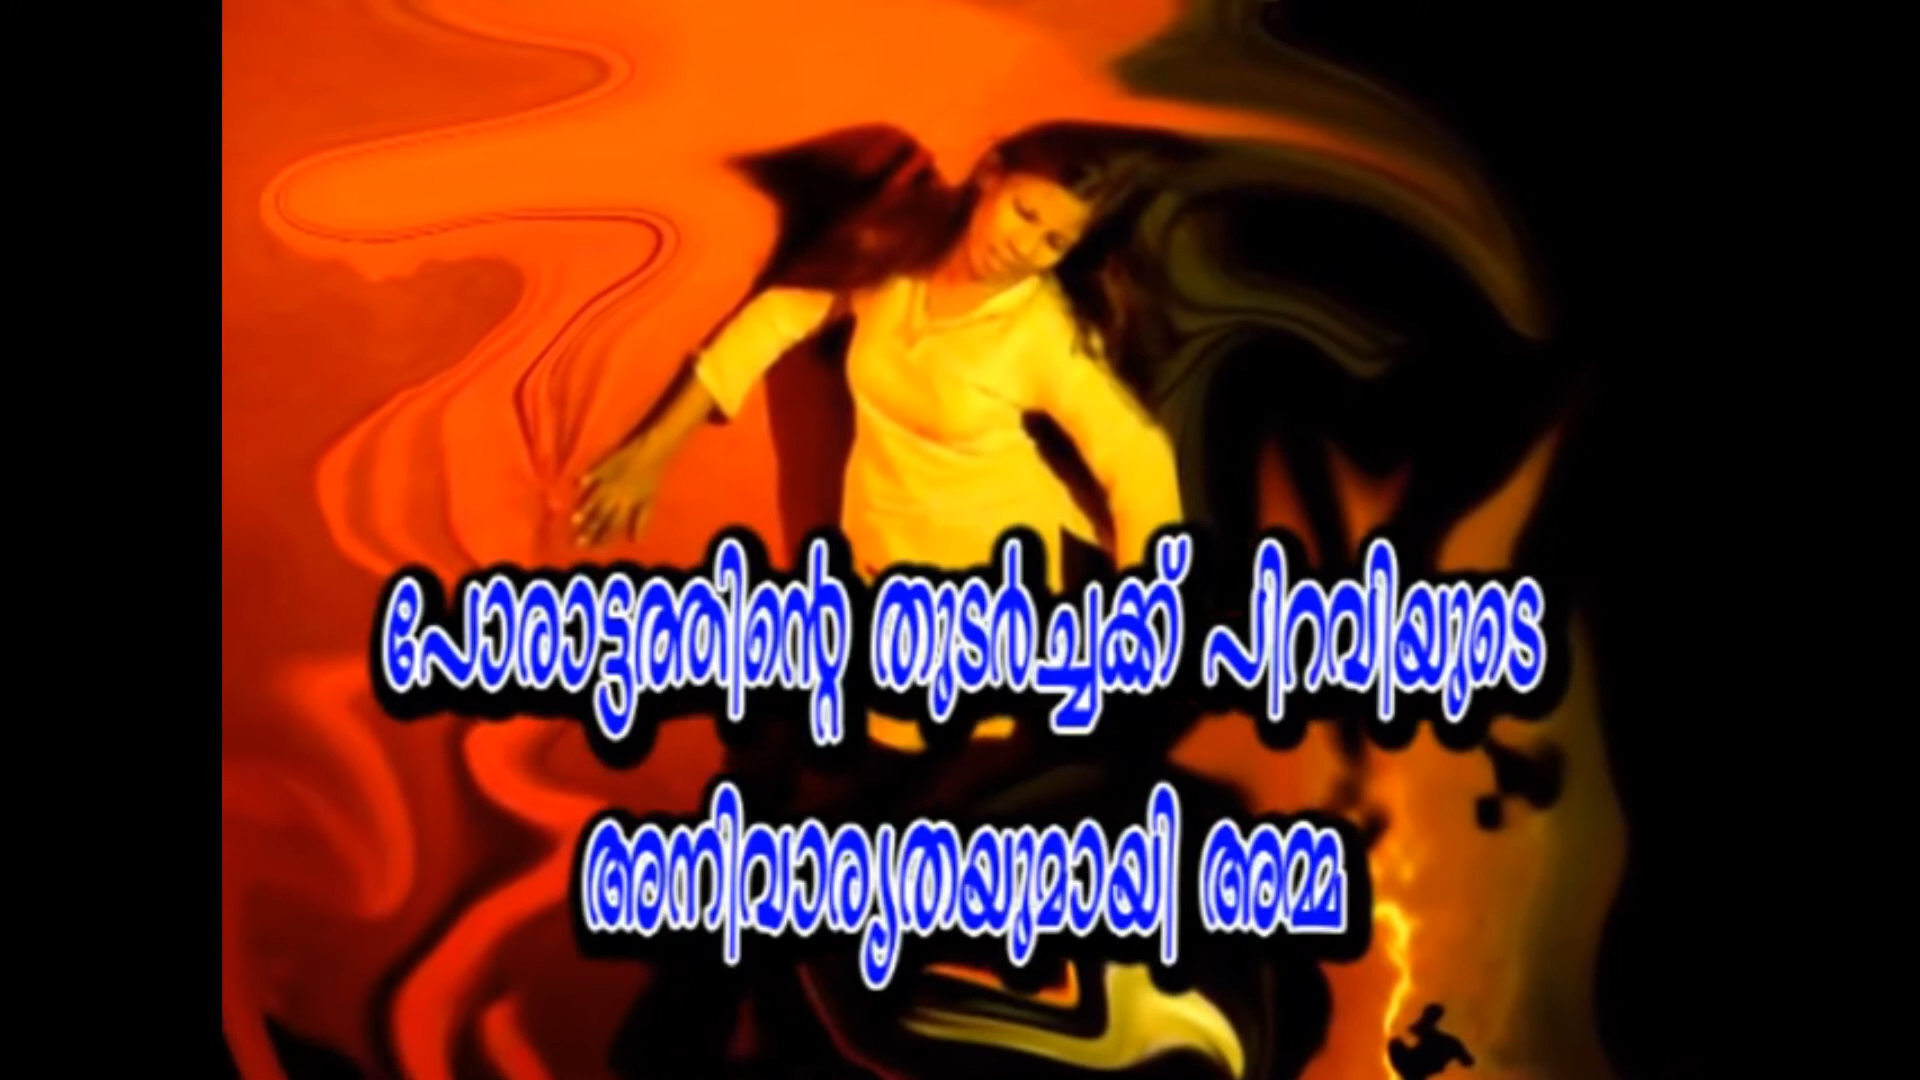 പോരാട്ടത്തിന്റെ തുടർച്ചക്ക് പിറവിയുടെ
അനിവാര്യതയുമായി അമ്മ